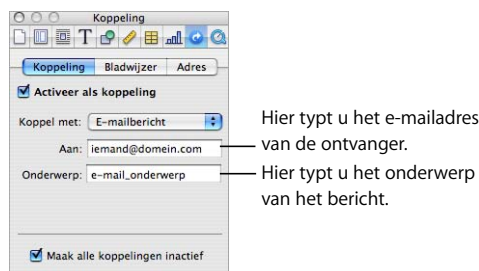 Koppeling
Koppeling Bladwijzer Adres
Activeer als koppeling
Koppel met: E-mailbericht
Aan: iemand@domein.com
Onderwerp: e-mail_onderwerp
Maak alle koppelingen inactief
Hier typt u het e-mailadres
van de ontvanger.
Hier typt u het onderwerp
van het bericht.